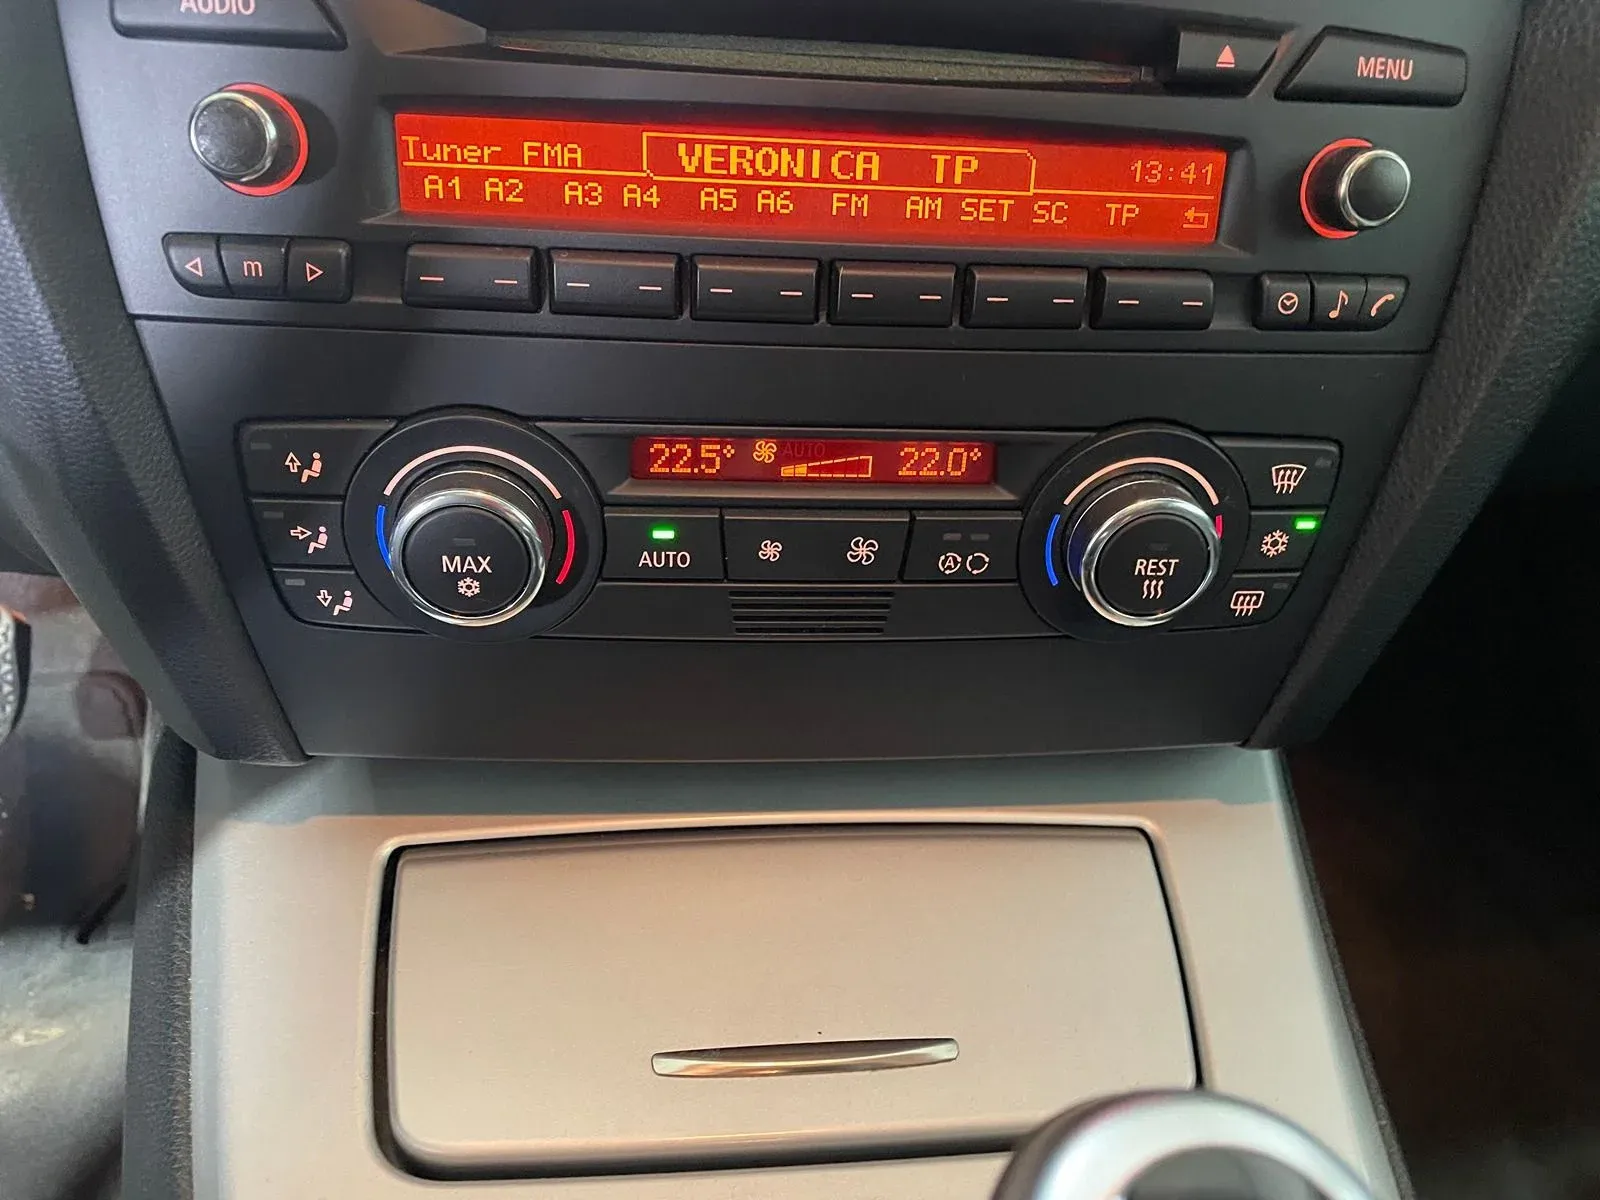 AUDIO
MENU
Tuner FMA VERONICA TP 13:41
A1 A2 A3 A4 A5 A6 FM AM SET SC TP
m
22.5° AUTO 22.0°
MAX
AUTO
A
REST